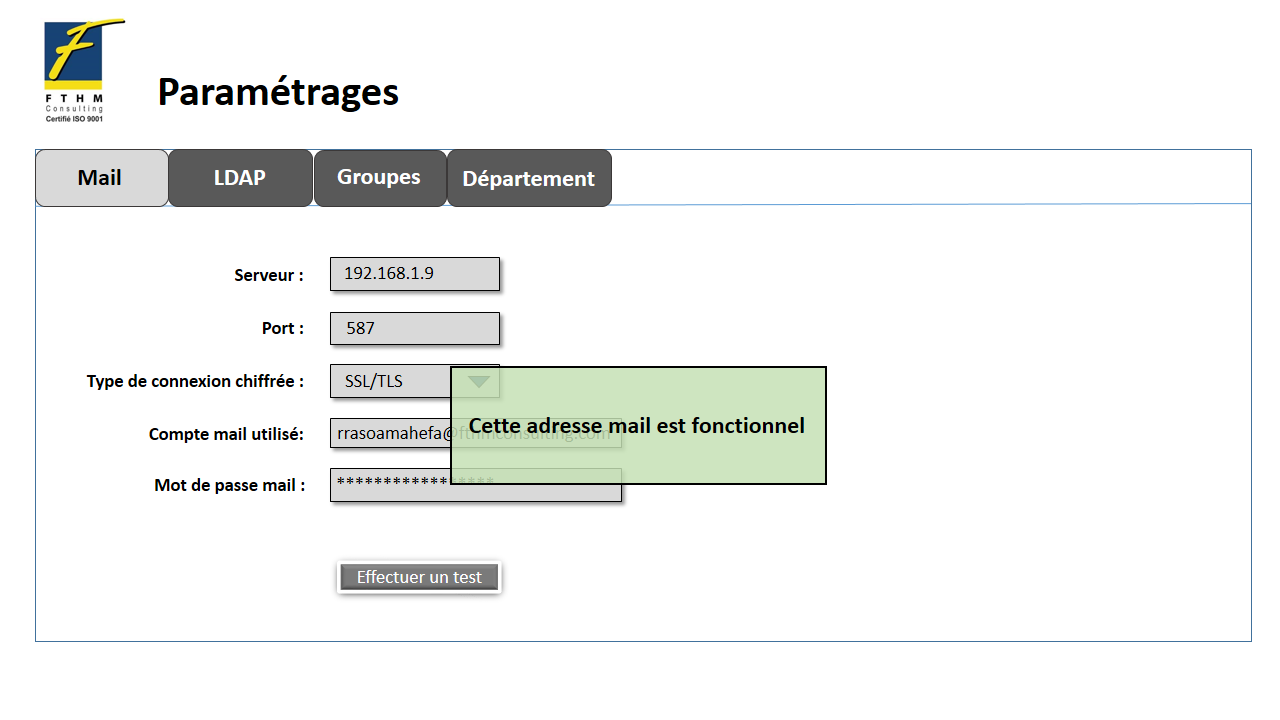 F T H M
Consulting
Certifié ISO 9001
Paramétrages
Mail LDAP Groupes Département
Serveur : 192.168.1.9
Port : 587
Type de connexion chiffrée : SSL/TLS
Compte mail utilisé: rrasoamahefa@fthmconsulting.com
Cette adresse mail est fonctionnel
Mot de passe mail : *****************
Effectuer un test